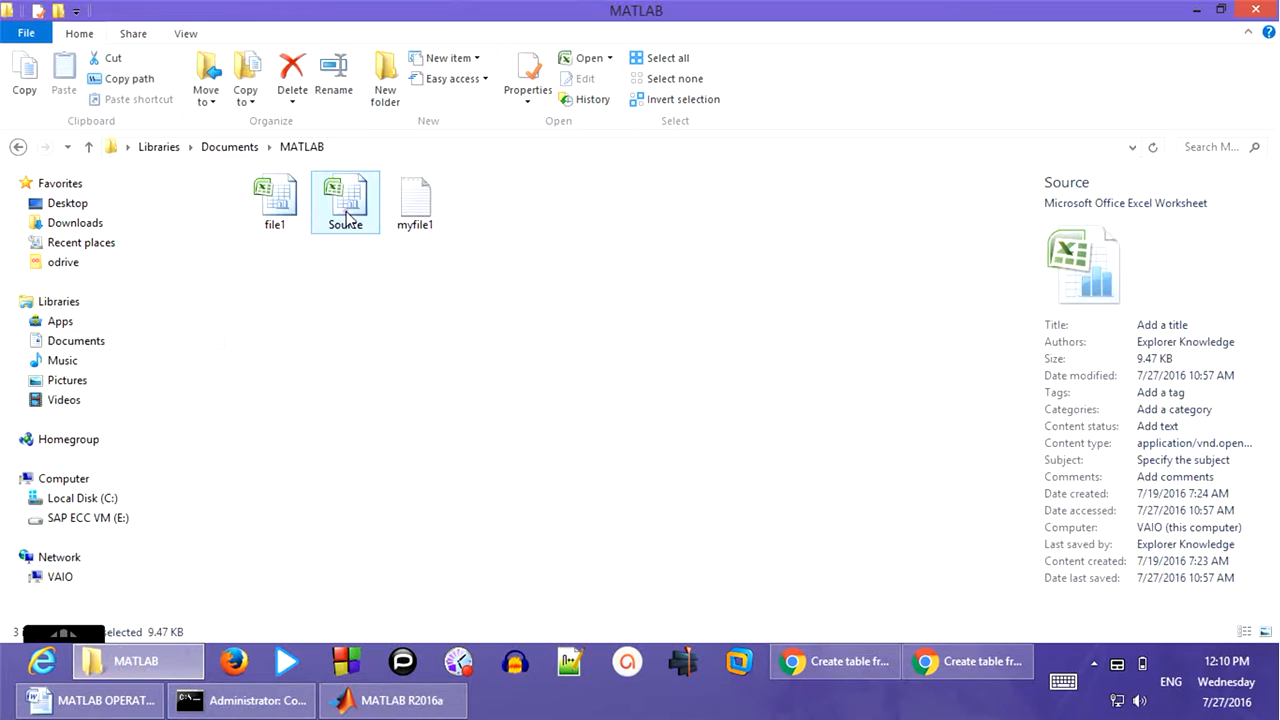 MATLAB
File Home Share View
Copy Paste Cut Copy path Paste shortcut Move to Copy to Delete Rename New folder New item Easy access Properties Open Edit History Select all Select none Invert selection
Clipboard Organize New Open Select
Libraries Documents MATLAB Search M...
Favorites
Desktop
Downloads
Recent places
odrive
Libraries
Apps
Documents
Music
Pictures
Videos
Homegroup
Computer
Local Disk (C:)
SAP ECC VM (E:)
Network
VAIO
file1 Source myfile1
Source
Microsoft Office Excel Worksheet
Title: Add a title
Authors: Explorer Knowledge
Size: 9.47 KB
Date modified: 7/27/2016 10:57 AM
Tags: Add a tag
Categories: Add a category
Content status: Add text
Content type: application/vnd.open...
Subject: Specify the subject
Comments: Add comments
Date created: 7/19/2016 7:24 AM
Date accessed: 7/27/2016 10:57 AM
Computer: VAIO (this computer)
Last saved by: Explorer Knowledge
Content created: 7/19/2016 7:23 AM
Date last saved: 7/27/2016 10:57 AM
3 selected 9.47 KB
MATLAB Create table fr... Create table fr... 12:10 PM
ENG Wednesday
MATLAB OPERAT... Administrator: Co... MATLAB R2016a 7/27/2016